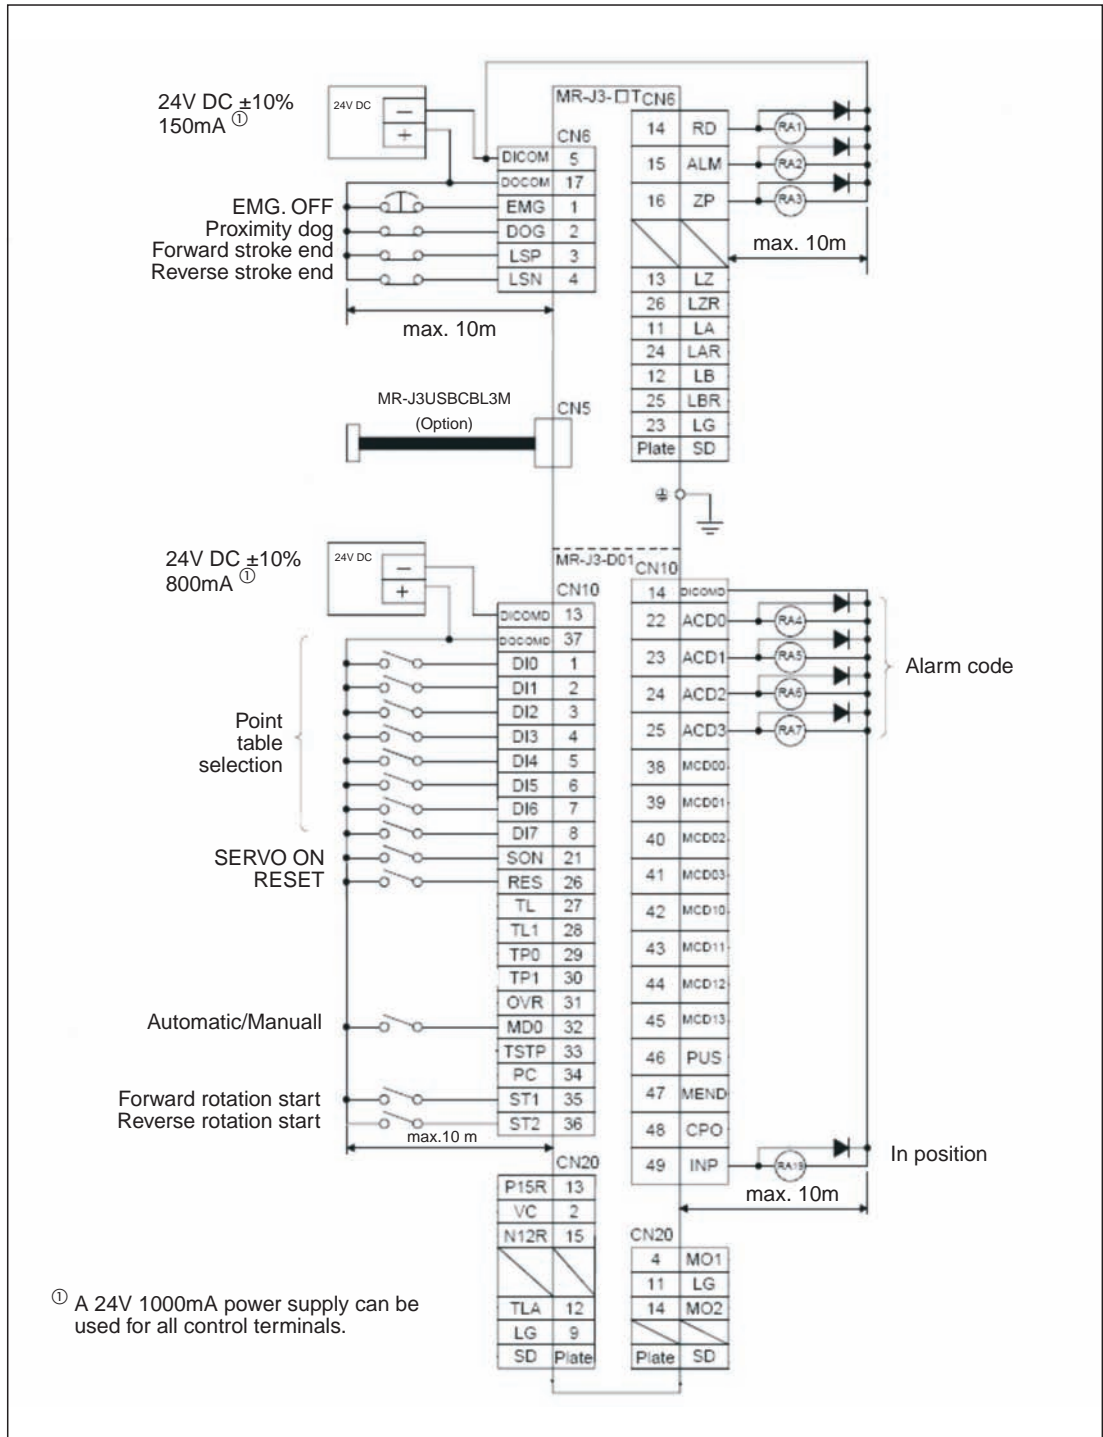 24V DC ±10%
150mA ①
24V DC
−
+
MR-J3-□T
CN6
CN6
DICOM 5
DOCOM 17
EMG. OFF EMG 1
Proximity dog DOG 2
Forward stroke end LSP 3
Reverse stroke end LSN 4
max. 10m
14 RD RA1
15 ALM RA2
16 ZP RA3
max. 10m
13 LZ
26 LZR
11 LA
24 LAR
12 LB
25 LBR
23 LG
Plate SD
MR-J3USBCBL3M
(Option)
CN5
24V DC ±10%
800mA ①
24V DC
−
+
MR-J3-D01
CN10
CN10
DICOMD 13
DOCOMD 37
Point
table
selection
DI0 1
DI1 2
DI2 3
DI3 4
DI4 5
DI5 6
DI6 7
DI7 8
SERVO ON SON 21
RESET RES 26
TL 27
TL1 28
TP0 29
TP1 30
OVR 31
Automatic/Manuall MD0 32
TSTP 33
PC 34
Forward rotation start ST1 35
Reverse rotation start ST2 36
max.10 m
14 DICOMD
22 ACD0 RA4
23 ACD1 RA5
24 ACD2 RA6
25 ACD3 RA7
Alarm code
38 MCD00
39 MCD01
40 MCD02
41 MCD03
42 MCD10
43 MCD11
44 MCD12
45 MCD13
46 PUS
47 MEND
48 CPO
49 INP RA19 In position
max. 10m
CN20
P15R 13
VC 2
N12R 15
TLA 12
LG 9
SD Plate
CN20
4 MO1
11 LG
14 MO2
Plate SD
① A 24V 1000mA power supply can be
used for all control terminals.